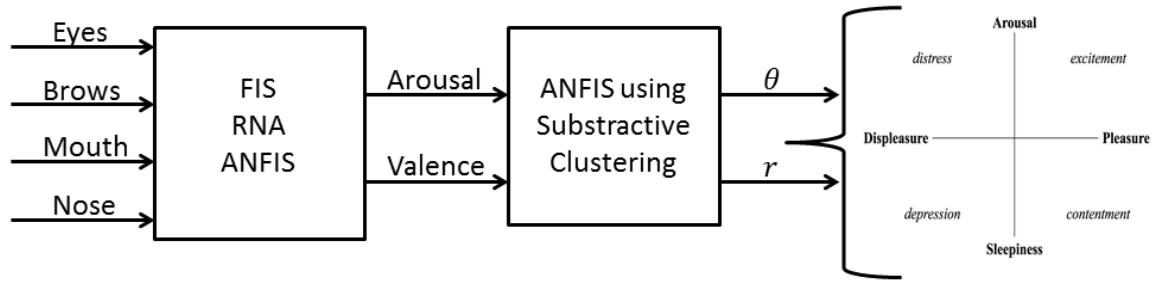 Eyes
Brows
Mouth
Nose
FIS
RNA
ANFIS
Arousal
Valence
ANFIS using
Substractive
Clustering
θ
r
Arousal
distress
excitement
Displeasure
Pleasure
depression
contentment
Sleepiness